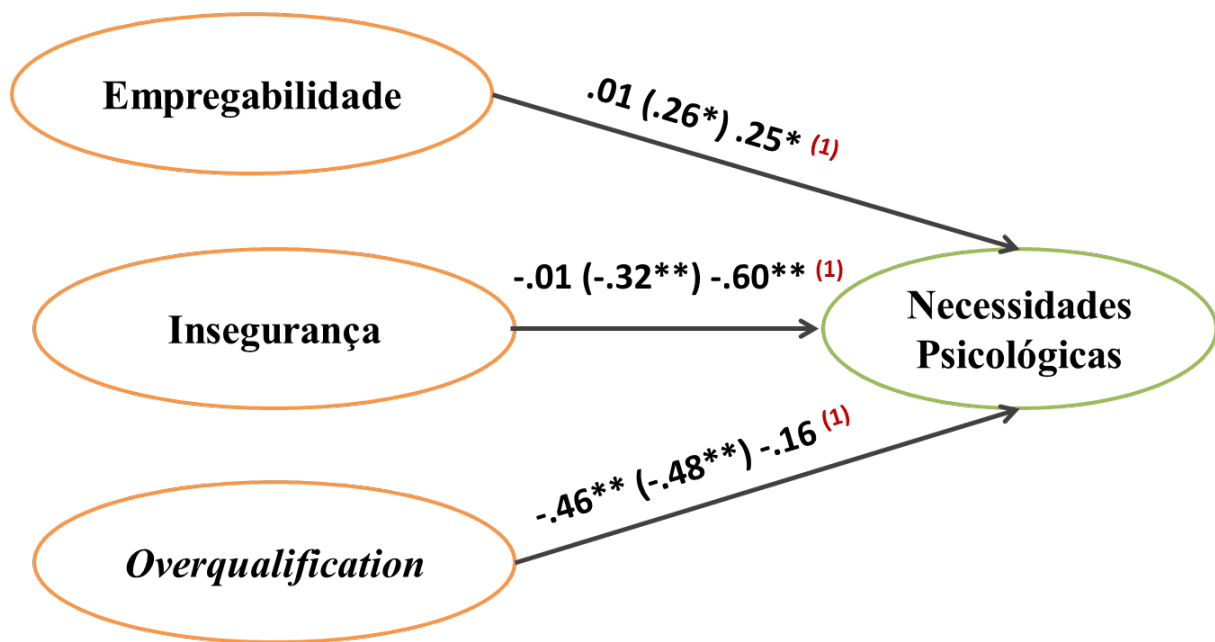 Empregabilidade
.01 (.26*) .25* (1)
Insegurança
-.01 (-.32**) -.60** (1)
Necessidades
Psicológicas
Overqualification
-.46** (-.48**) -.16 (1)